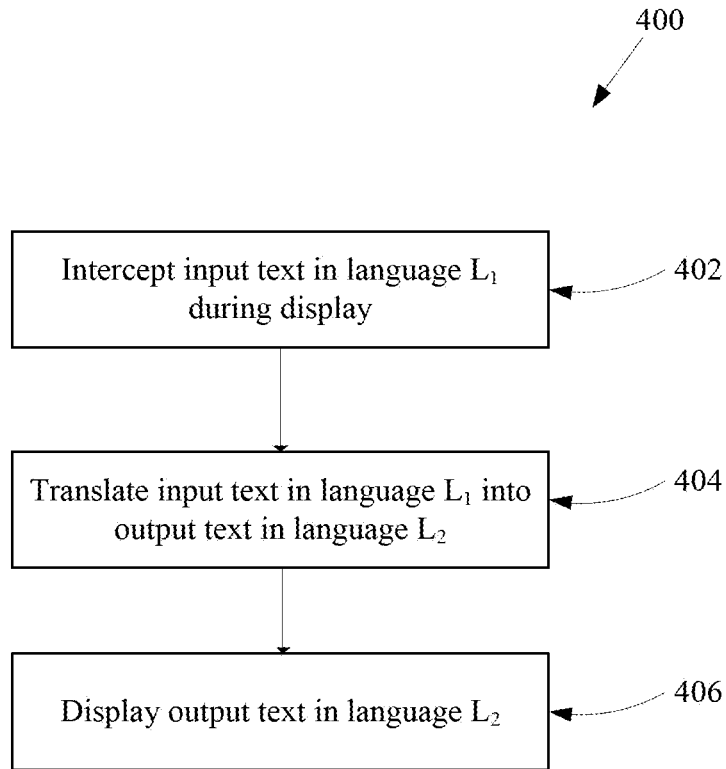 400
Intercept input text in language L₁
during display
402
Translate input text in language L₁ into
output text in language L₂
404
Display output text in language L₂
406